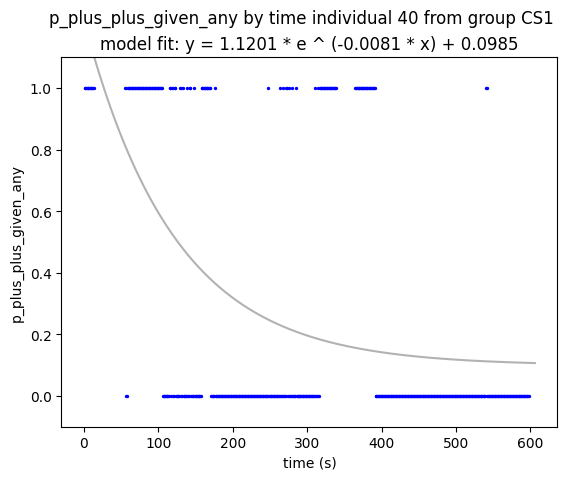 p_plus_plus_given_any by time individual 40 from group CS1
model fit: y = 1.1201 * e ^ (-0.0081 * x) + 0.0985
1.0
0.8
0.6
0.4
0.2
0.0
p_plus_plus_given_any
0 100 200 300 400 500 600
time (s)